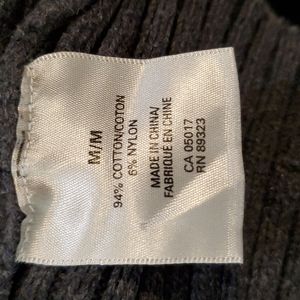 M/M
94% COTTON/COTON
6% NYLON
MADE IN CHINA/
FABRIQUE EN CHINE
CA 05017
RN 89323